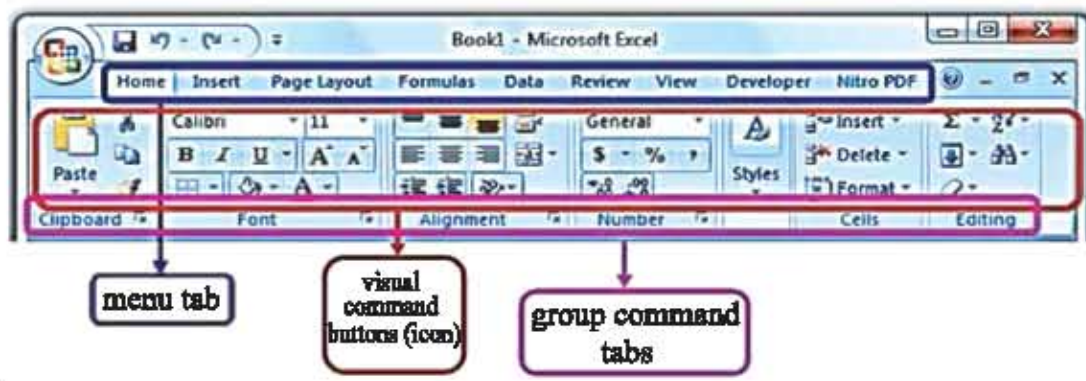 Book1 - Microsoft Excel
Home Insert Page Layout Formulas Data Review View Developer Nitro PDF
Calibri 11 General Insert Σ
B I U A A $ % , Delete
Paste A Styles Format
Clipboard Font Alignment Number Cells Editing
menu tab
visual
command
buttons (icon)
group command
tabs